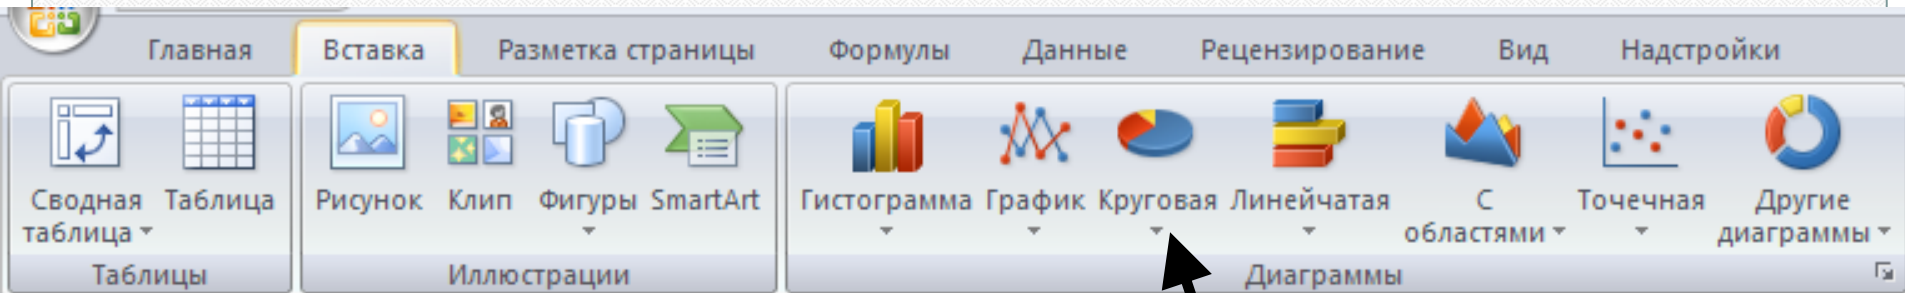 Главная Вставка Разметка страницы Формулы Данные Рецензирование Вид Надстройки
Сводная таблица
Таблица
Рисунок
Клип
Фигуры
SmartArt
Гистограмма
График
Круговая
Линейчатая
С областями
Точечная
Другие диаграммы
Таблицы
Иллюстрации
Диаграммы